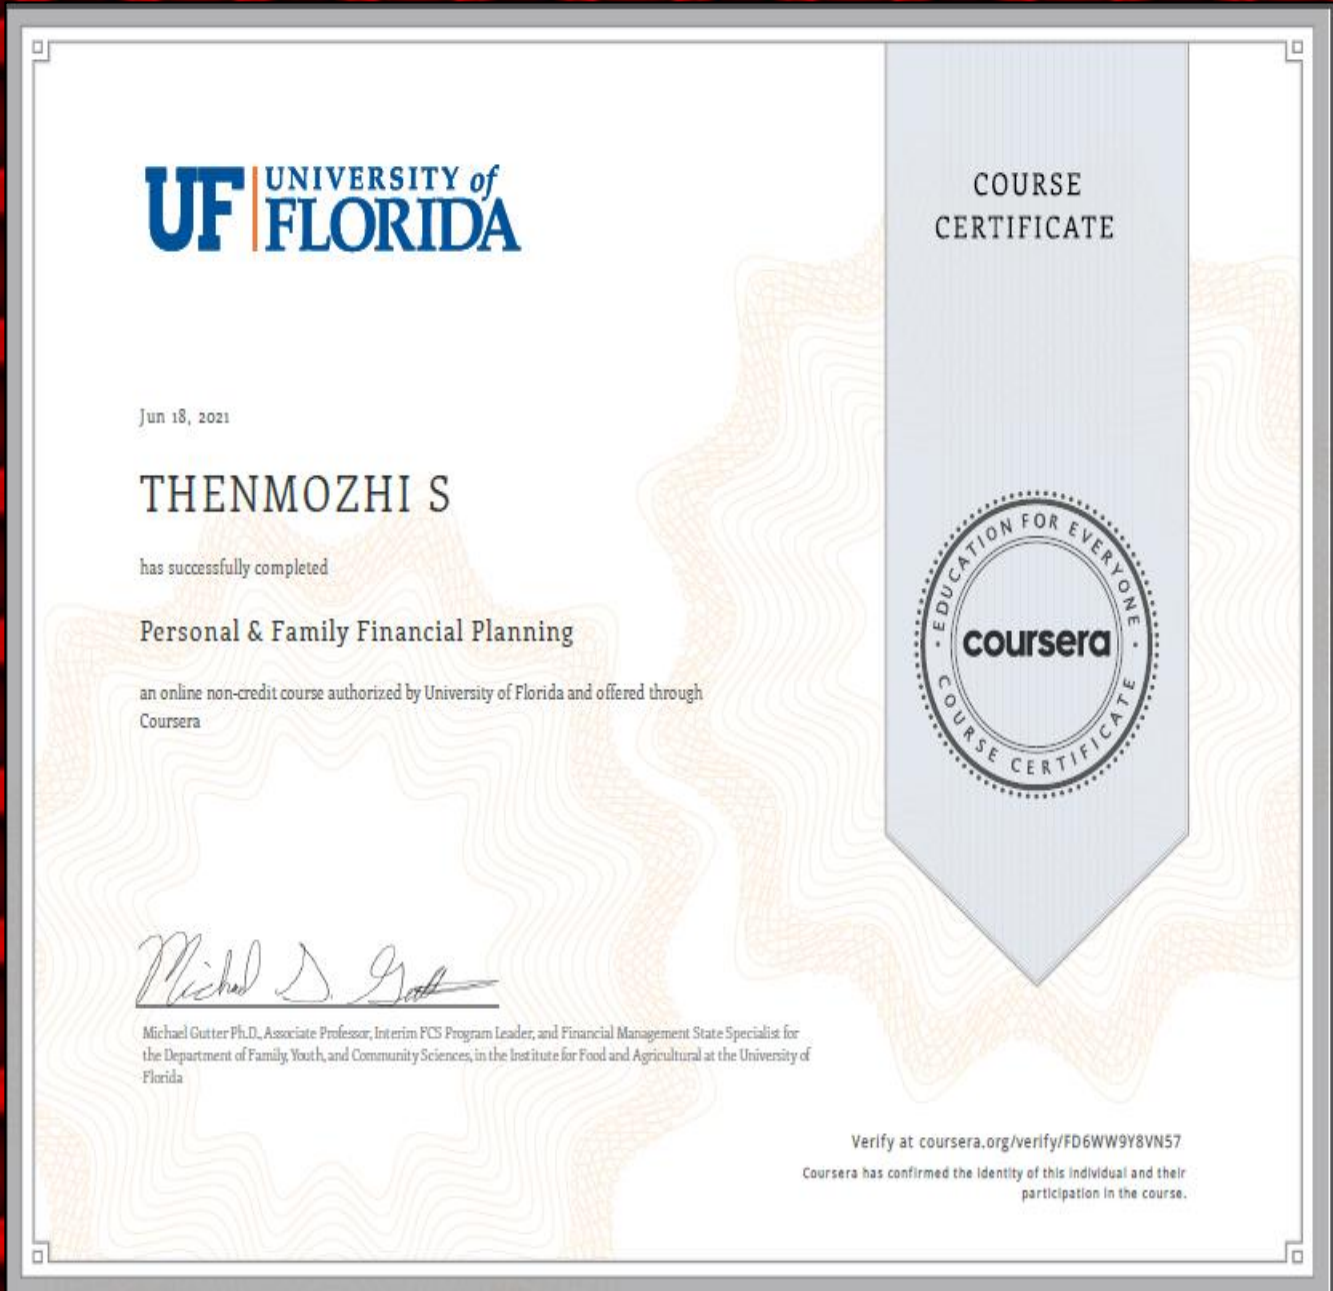 UF UNIVERSITY of
FLORIDA
COURSE
CERTIFICATE
Jun 18, 2021
THENMOZHI S
has successfully completed
Personal & Family Financial Planning
an online non-credit course authorized by University of Florida and offered through
Coursera
EDUCATION FOR EVERYONE
coursera
COURSE CERTIFICATE
Michael S. Gutter
Michael Gutter Ph.D., Associate Professor, Interim FCS Program Leader, and Financial Management State Specialist for
the Department of Family, Youth, and Community Sciences, in the Institute for Food and Agricultural at the University of
Florida
Verify at coursera.org/verify/FD6WW9Y8VN57
Coursera has confirmed the identity of this individual and their
participation in the course.